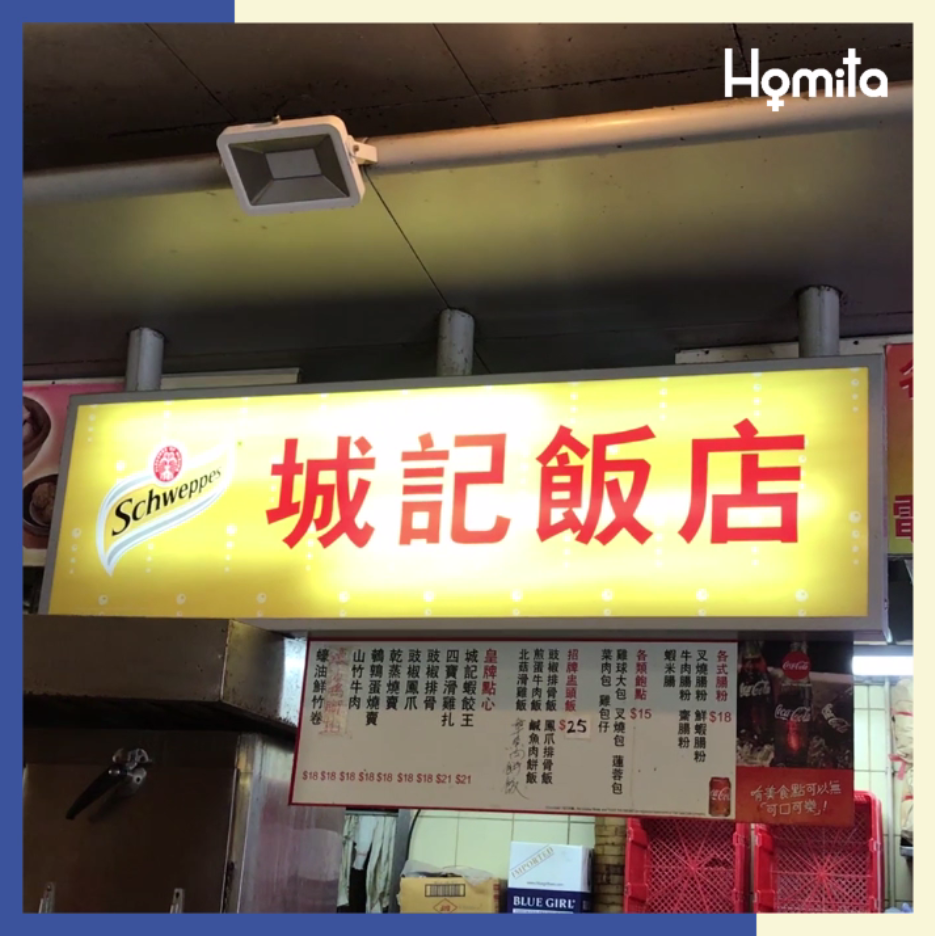 Homita
Schweppes
城記飯店
各式腸粉
叉燒腸粉 鮮蝦腸粉
牛肉腸粉 齋腸粉
蝦米腸
$18
各類飽點
雞球大包 叉燒包 蓮蓉包
菜肉包 雞包仔
$15
招牌盅頭飯
豉椒排骨飯 鳳爪排骨飯
煎蛋牛肉飯 鹹魚肉餅飯
北菇滑雞飯
$25
皇牌點心
城記蝦餃王 $21
四寶滑雞扎 $21
豉椒排骨 $18
豉椒鳳爪 $18
乾蒸燒賣 $18
鵪鶉蛋燒賣 $18
山竹牛肉 $18
$18
蠔油鮮竹卷 $18
Coca-Cola
可口可樂!
IMPORTED
BLUE GIRL